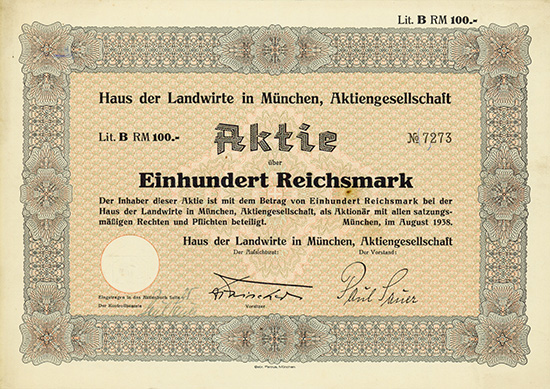 Lit. B RM 100.-
Haus der Landwirte in München, Aktiengesellschaft
Lit. B RM 100.- Aktie № 7273
über
Einhundert Reichsmark
Der Inhaber dieser Aktie ist mit dem Betrag von Einhundert Reichsmark bei der
Haus der Landwirte in München, Aktiengesellschaft, als Aktionär mit allen satzungs-
mäßigen Rechten und Pflichten beteiligt. München, im August 1938.
Haus der Landwirte in München, Aktiengesellschaft
Der Aufsichtsrat: Der Vorstand:
Paul Sauer
Eingetragen in das Aktienbuch Seite
Der Kontrollbeamte Vorsitzer